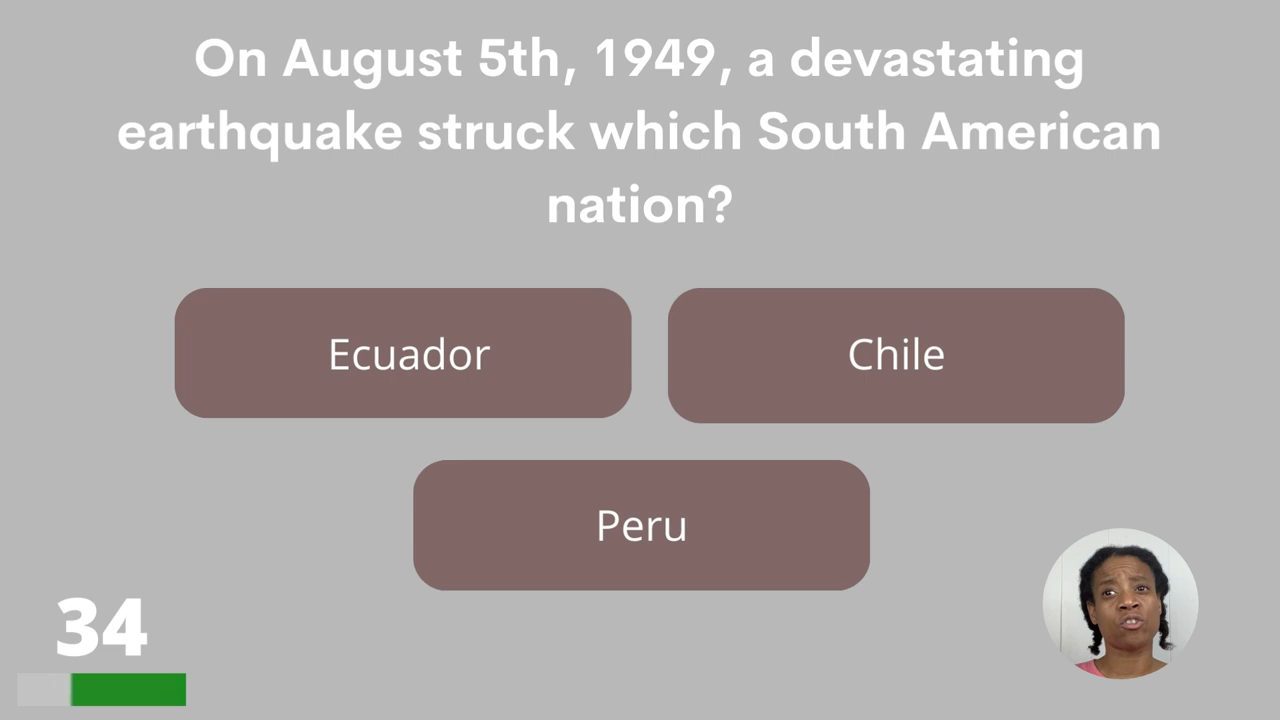 On August 5th, 1949, a devastating
earthquake struck which South American
nation?
Ecuador
Chile
Peru
34